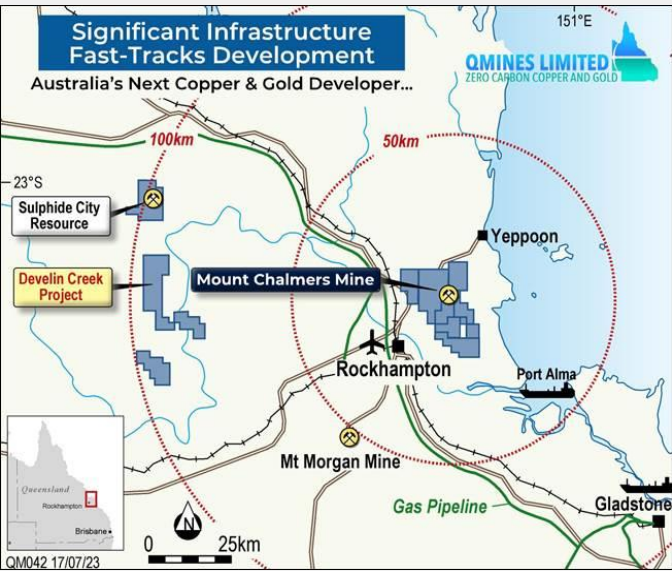 Significant Infrastructure
Fast-Tracks Development
Australia's Next Copper & Gold Developer...
151°E
QMINES LIMITED
ZERO CARBON COPPER AND GOLD
100km
50km
23°S
Sulphide City
Resource
Yeppoon
Develin Creek
Project
Mount Chalmers Mine
Rockhampton
Port Alma
Mt Morgan Mine
Gas Pipeline
Gladstone
Queensland
Rockhampton
Brisbane
N
0 25km
QM042 17/07/23